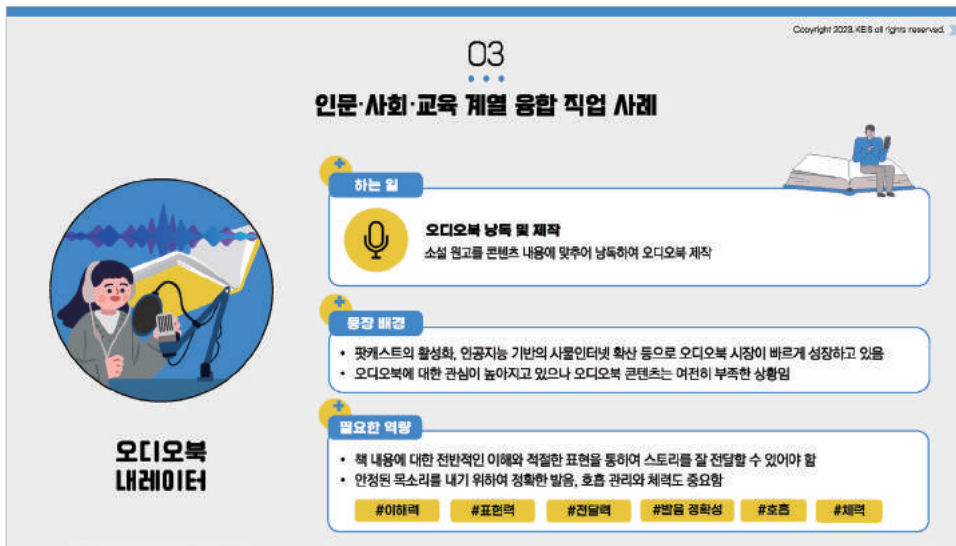 Copyright 2023. KBS all rights reserved.
03
인문·사회·교육 계열 융합 직업 사례
하는 일
오디오북 낭독 및 제작
소설 원고를 콘텐츠 내용에 맞추어 낭독하여 오디오북 제작
등장 배경
• 팟캐스트의 활성화, 인공지능 기반의 사물인터넷 확산 등으로 오디오북 시장이 빠르게 성장하고 있음
• 오디오북에 대한 관심이 높아지고 있으나 오디오북 콘텐츠는 여전히 부족한 상황임
필요한 역량
• 책 내용에 대한 전반적인 이해와 적절한 표현을 통하여 스토리를 잘 전달할 수 있어야 함
• 안정된 목소리를 내기 위하여 정확한 발음, 호흡 관리와 체력도 중요함
#이해력 #표현력 #전달력 #발음 정확성 #호흡 #체력
오디오북
내레이터